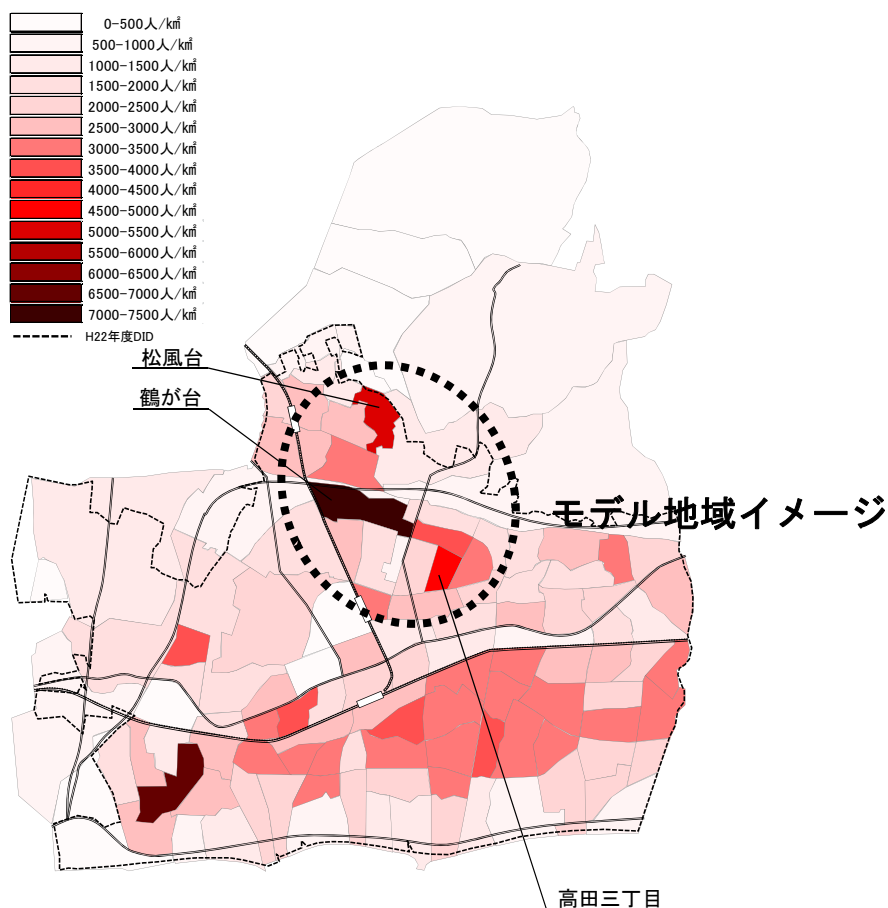 0-500人/㎢
500-1000人/㎢
1000-1500人/㎢
1500-2000人/㎢
2000-2500人/㎢
2500-3000人/㎢
3000-3500人/㎢
3500-4000人/㎢
4000-4500人/㎢
4500-5000人/㎢
5000-5500人/㎢
5500-6000人/㎢
6000-6500人/㎢
6500-7000人/㎢
7000-7500人/㎢
H22年度DID
松風台
鶴が台
モデル地域イメージ
高田三丁目